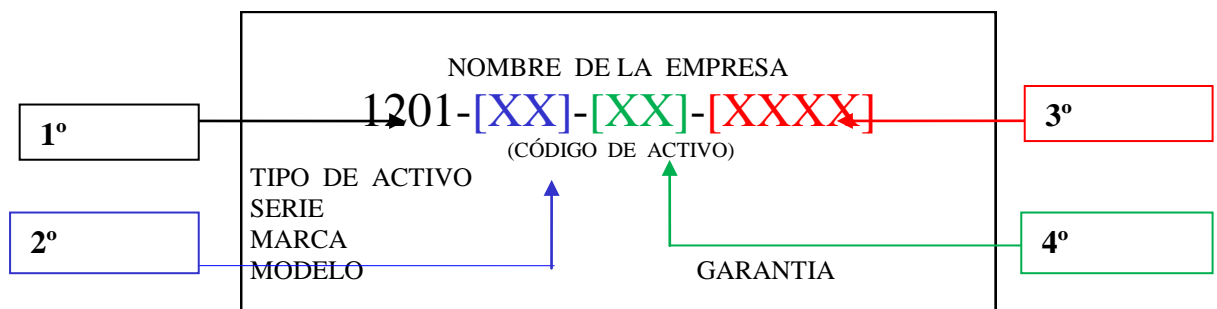 NOMBRE DE LA EMPRESA
1201-[XX]-[XX]-[XXXX]
1º
3º
(CÓDIGO DE ACTIVO)
TIPO DE ACTIVO
SERIE
MARCA
2º
4º
MODELO GARANTIA